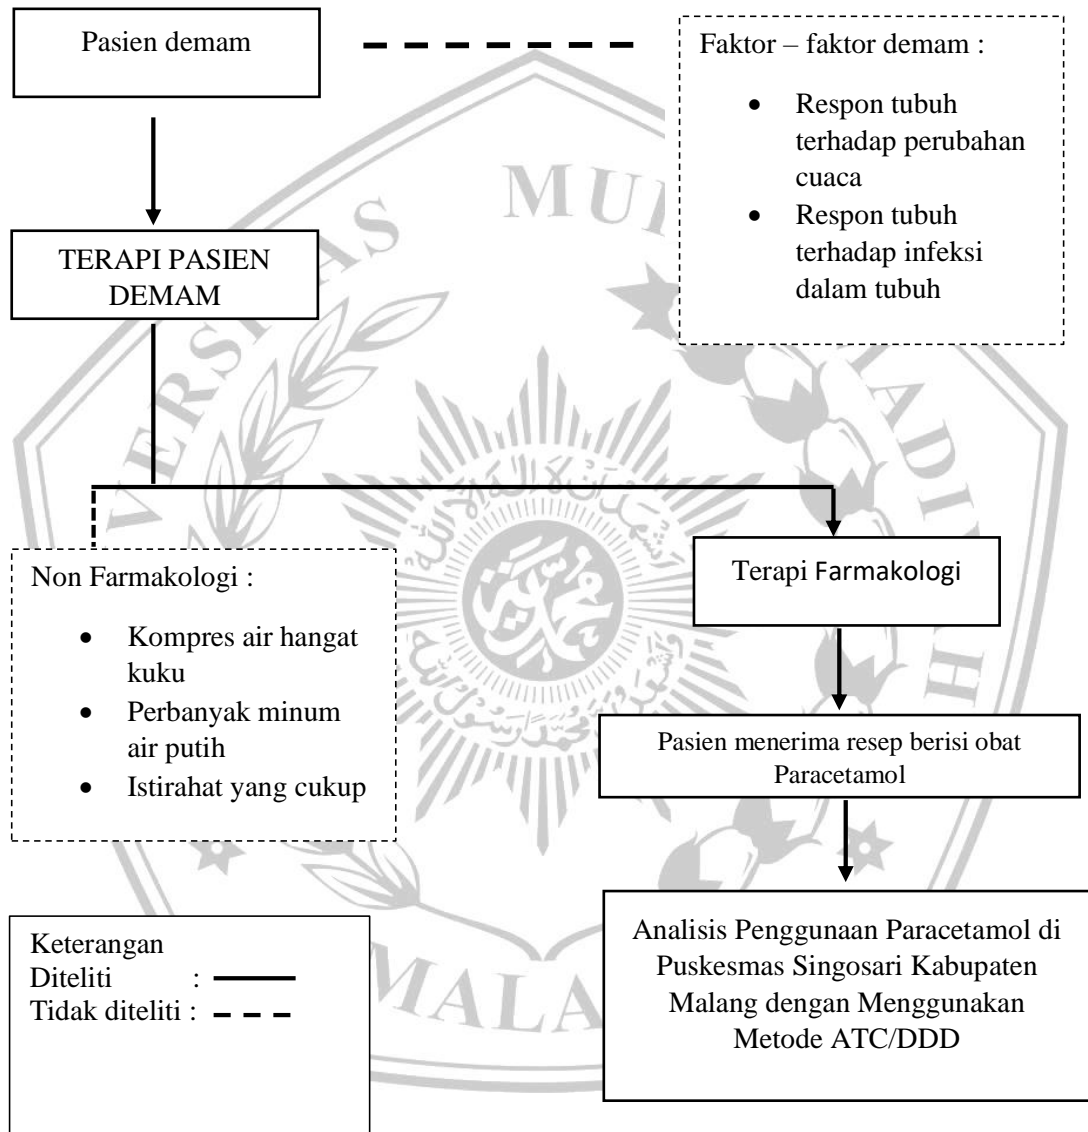 Pasien demam
Faktor – faktor demam :
• Respon tubuh
terhadap perubahan
cuaca
• Respon tubuh
terhadap infeksi
dalam tubuh
TERAPI PASIEN
DEMAM
Non Farmakologi :
• Kompres air hangat
kuku
• Perbanyak minum
air putih
• Istirahat yang cukup
Terapi Farmakologi
Pasien menerima resep berisi obat
Paracetamol
Analisis Penggunaan Paracetamol di
Puskesmas Singosari Kabupaten
Malang dengan Menggunakan
Metode ATC/DDD
Keterangan
Diteliti :
Tidak diteliti :